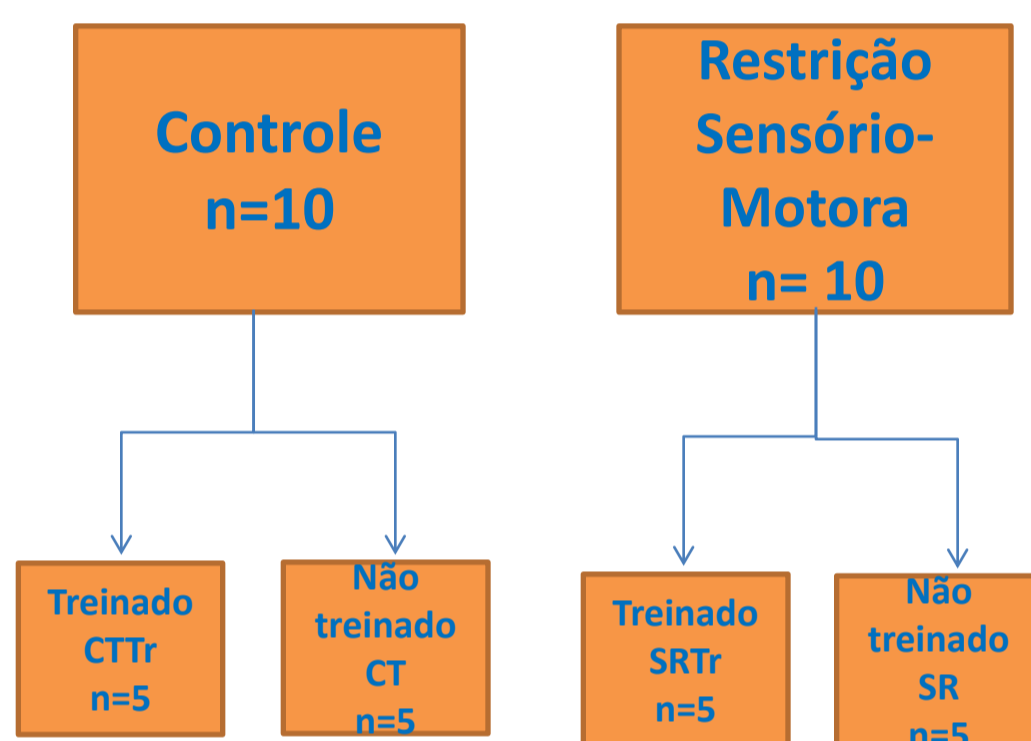 Controle
n=10
Restrição
Sensório-
Motora
n= 10
Treinado
CTTr
n=5
Não
treinado
CT
n=5
Treinado
SRTr
n=5
Não
treinado
SR
n=5